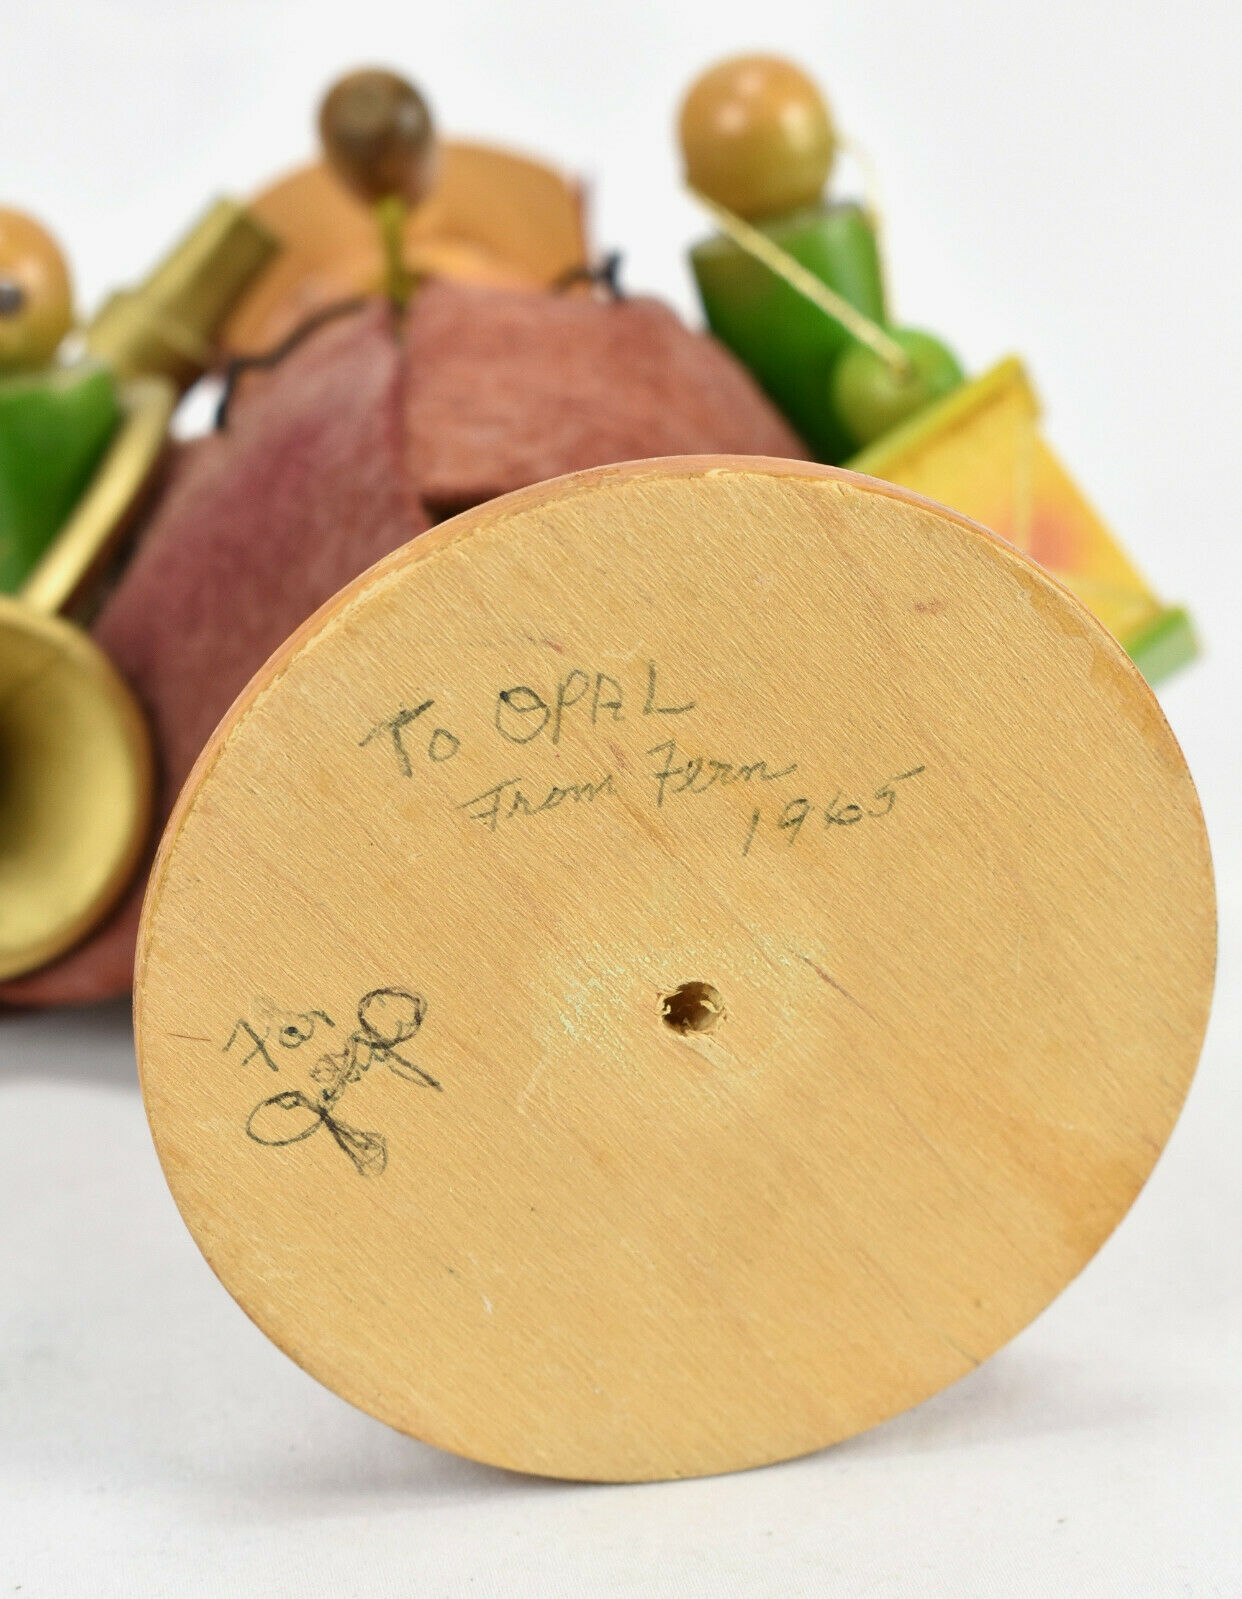 To OPAL
From Fern
1965
For